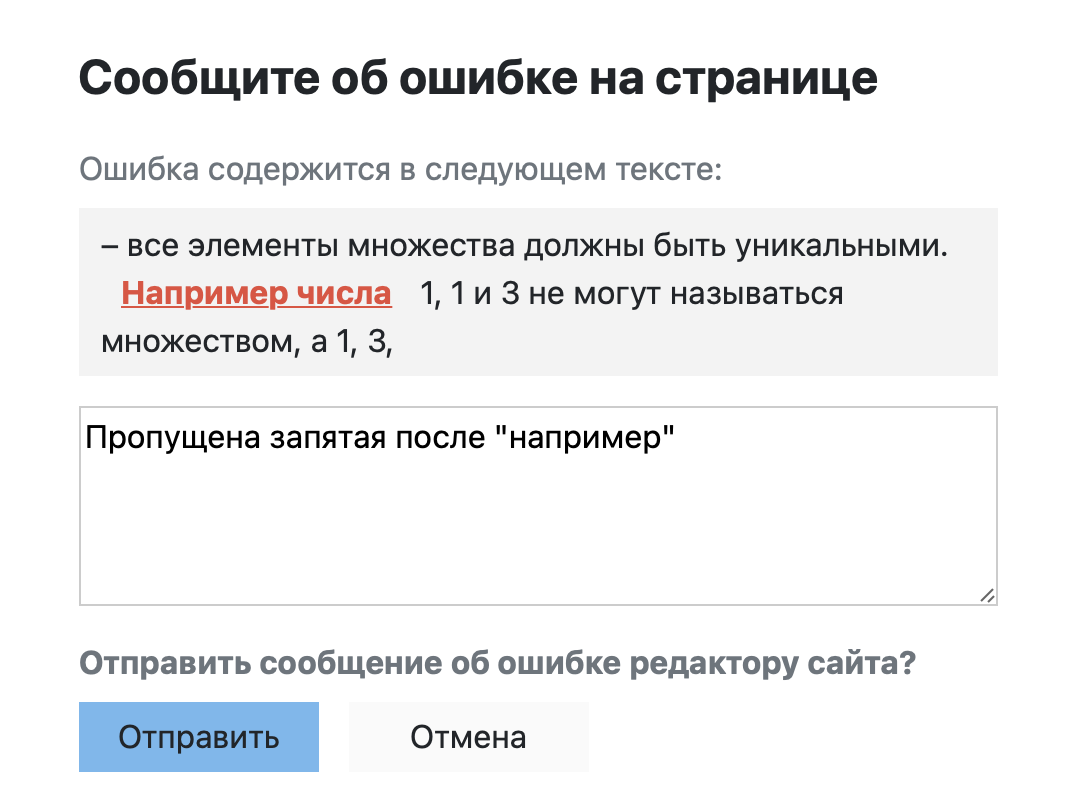 Сообщите об ошибке на странице
Ошибка содержится в следующем тексте:
– все элементы множества должны быть уникальными.
Например числа 1, 1 и 3 не могут называться
множеством, а 1, 3,
Пропущена запятая после "например"
Отправить сообщение об ошибке редактору сайта?
Отправить Отмена